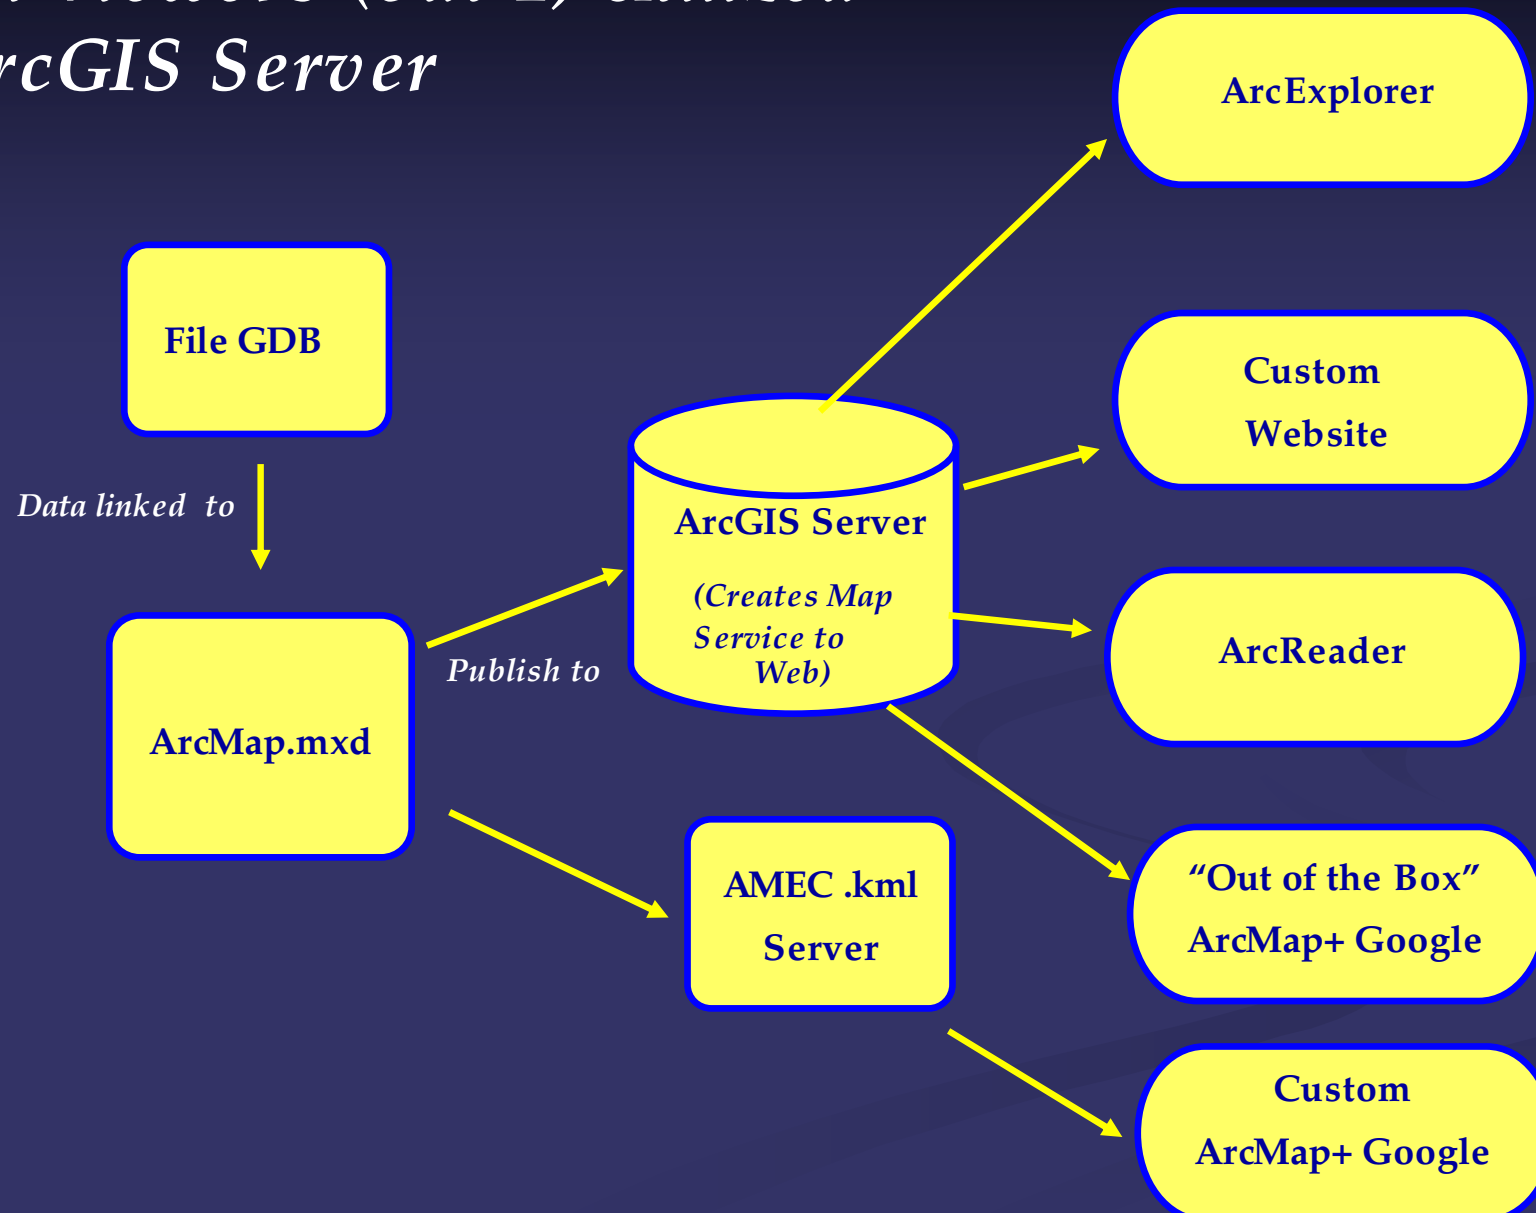 rcGIS Server
ArcExplorer
File GDB
Custom
Website
Data linked to
ArcGIS Server
(Creates Map
Service to
Web)
Publish to
ArcReader
ArcMap.mxd
AMEC .kml
Server
“Out of the Box”
ArcMap+ Google
Custom
ArcMap+ Google